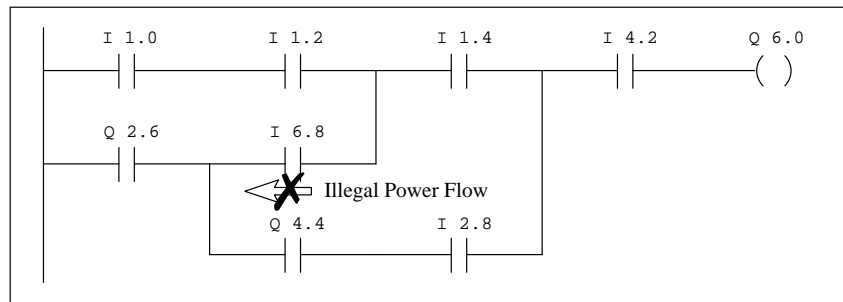 I 1.0 I 1.2 I 1.4 I 4.2 Q 6.0
Q 2.6 I 6.8
Illegal Power Flow
Q 4.4 I 2.8